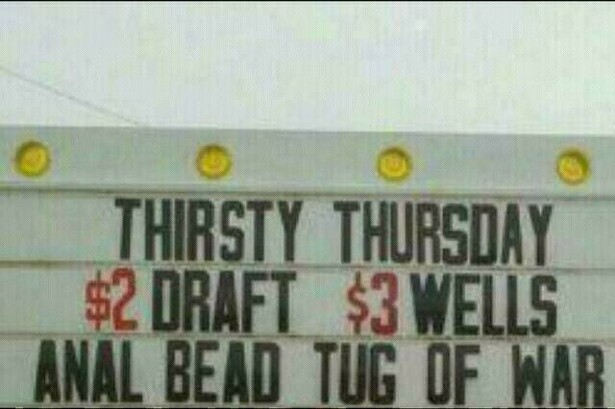 THIRSTY THURSDAY
$2 DRAFT $3 WELLS
ANAL BEAD TUG OF WAR